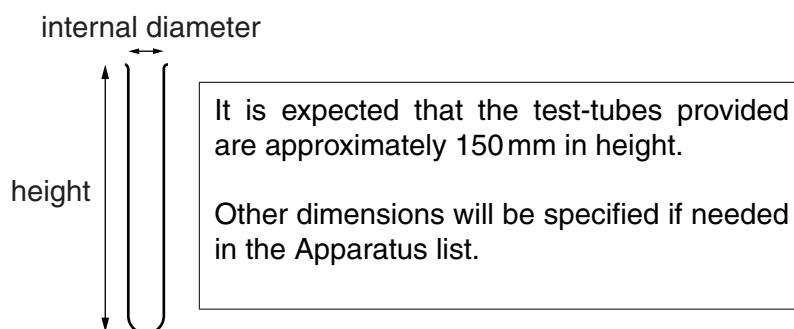 internal diameter
height
It is expected that the test-tubes provided
are approximately 150 mm in height.
Other dimensions will be specified if needed
in the Apparatus list.